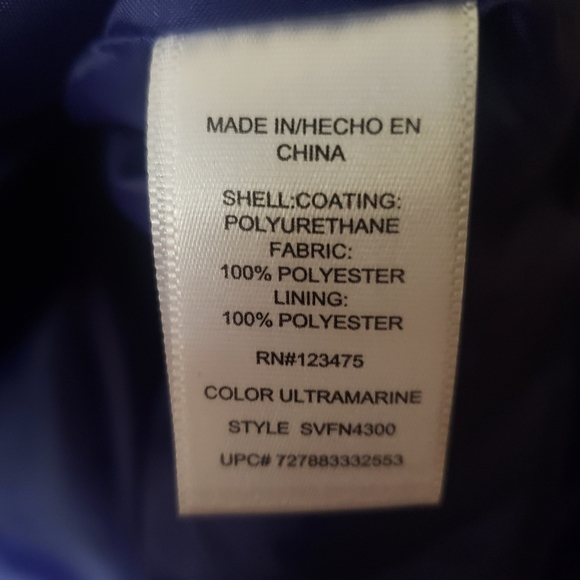 MADE IN/HECHO EN
CHINA
SHELL:COATING:
POLYURETHANE
FABRIC:
100% POLYESTER
LINING:
100% POLYESTER
RN#123475
COLOR ULTRAMARINE
STYLE SVFN4300
UPC# 727883332553